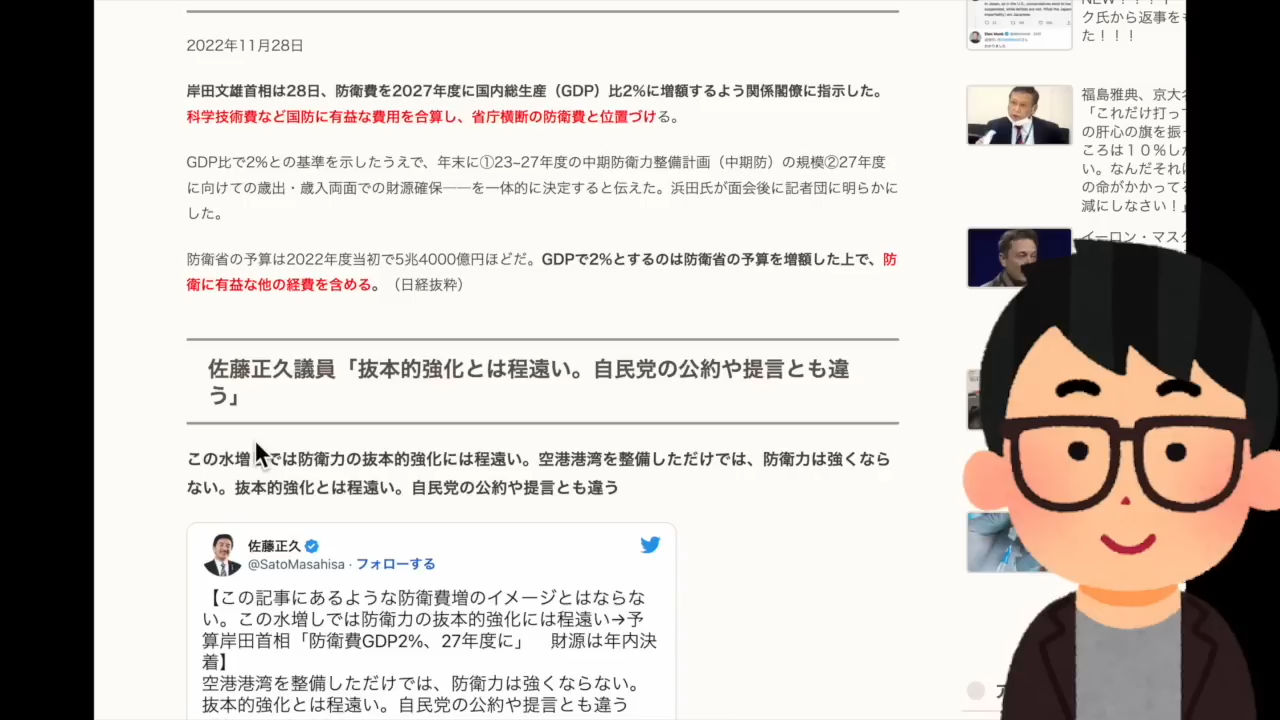 2022年11月28日
岸田文雄首相は28日、防衛費を2027年度に国内総生産（GDP）比2%に増額するよう関係閣僚に指示した。
科学技術費など国防に有益な費用を合算し、省庁横断の防衛費と位置づける。
GDP比で2%との基準を示したうえで、年末に①23~27年度の中期防衛力整備計画（中期防）の規模②27年度
に向けての歳出・歳入両面での財源確保――を一体的に決定すると伝えた。浜田氏が面会後に記者団に明らかに
した。
防衛省の予算は2022年度当初で5兆4000億円ほどだ。GDPで2%とするのは防衛省の予算を増額した上で、防
衛に有益な他の経費を含める。（日経抜粋）
佐藤正久議員「抜本的強化とは程遠い。自民党の公約や提言とも違
う」
この水増しでは防衛力の抜本的強化には程遠い。空港港湾を整備しただけでは、防衛力は強くなら
ない。抜本的強化とは程遠い。自民党の公約や提言とも違う
佐藤正久
@SatoMasahisa · フォローする
【この記事にあるような防衛費増のイメージとはならな
い。この水増しでは防衛力の抜本的強化には程遠い→予
算岸田首相「防衛費GDP2%、27年度に」　財源は年内決
着】
空港港湾を整備しただけでは、防衛力は強くならない。
抜本的強化とは程遠い。自民党の公約や提言とも違う
ク氏から返事を
た！！！
福島雅典、京大
「これだけ打っ
の肝心の旗を振
ころは１０％し
い。なんだそれ
の命がかかって
減にしなさい！」
イーロン・マス